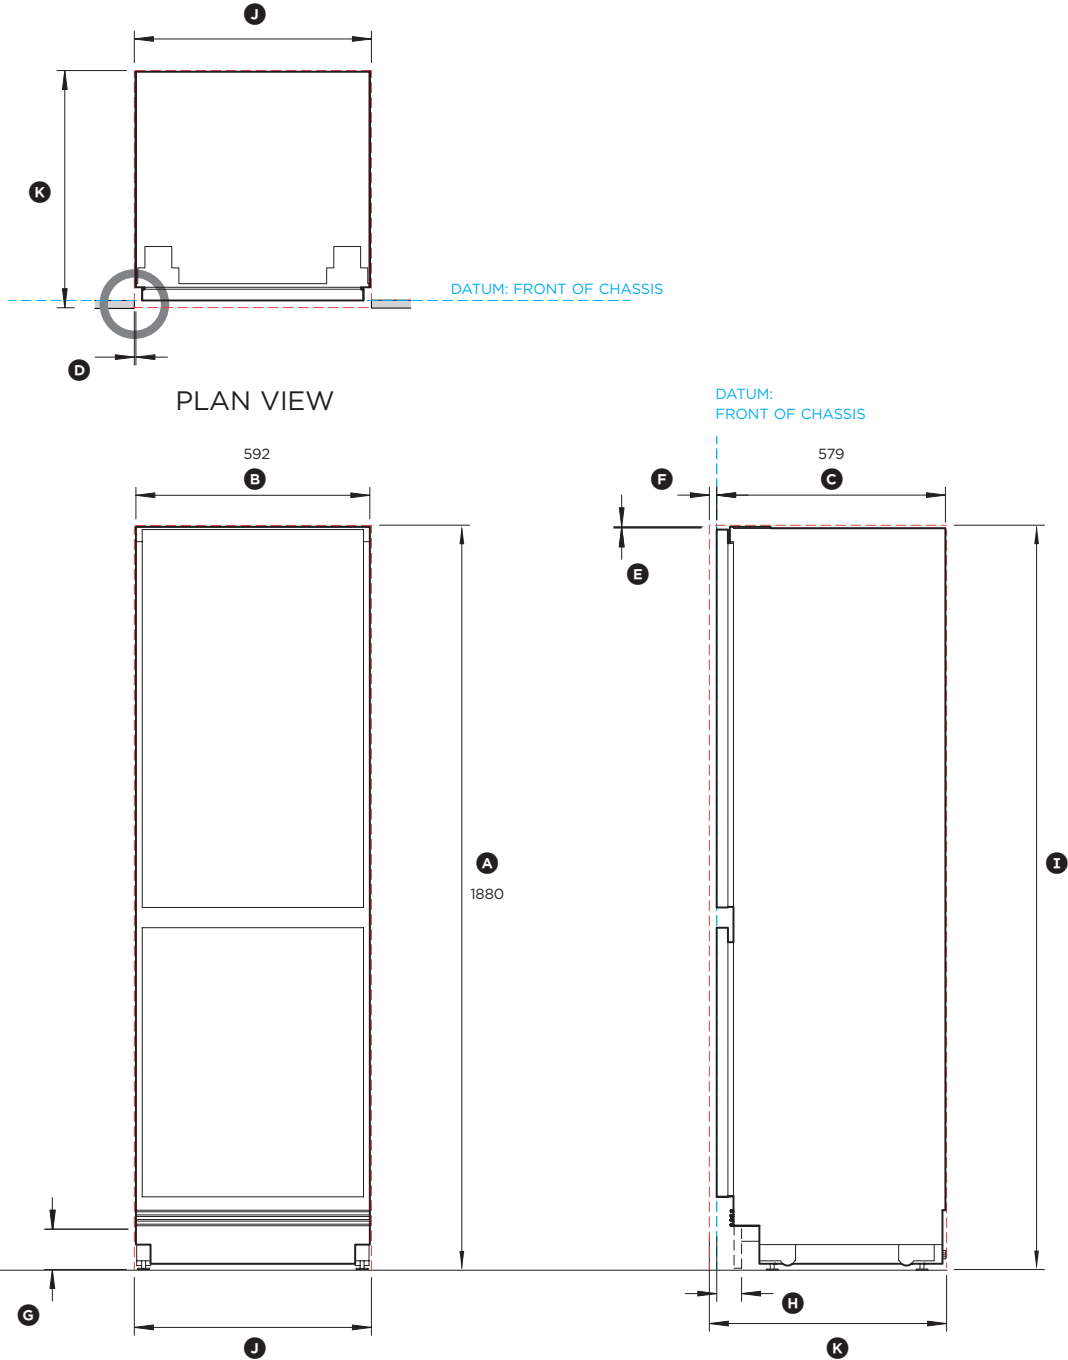 J
K
DATUM: FRONT OF CHASSIS
D
PLAN VIEW
DATUM:
FRONT OF CHASSIS
592
B
F
579
C
E
A
1880
I
G
H
J
K